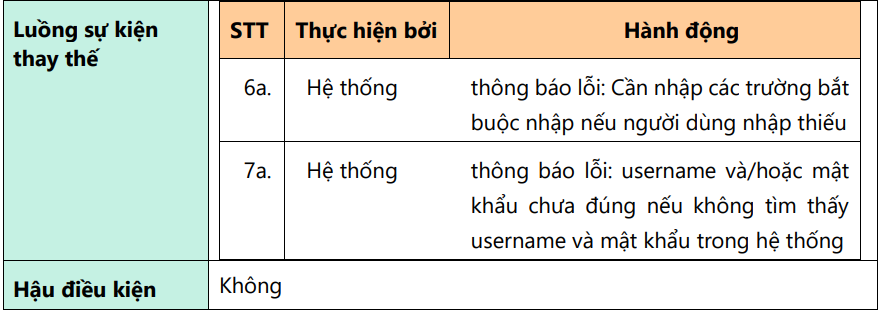 Luồng sự kiện
thay thế
STT Thực hiện bởi Hành động
6a. Hệ thống thông báo lỗi: Cần nhập các trường bắt
buộc nhập nếu người dùng nhập thiếu
7a. Hệ thống thông báo lỗi: username và/hoặc mật
khẩu chưa đúng nếu không tìm thấy
username và mật khẩu trong hệ thống
Hậu điều kiện Không